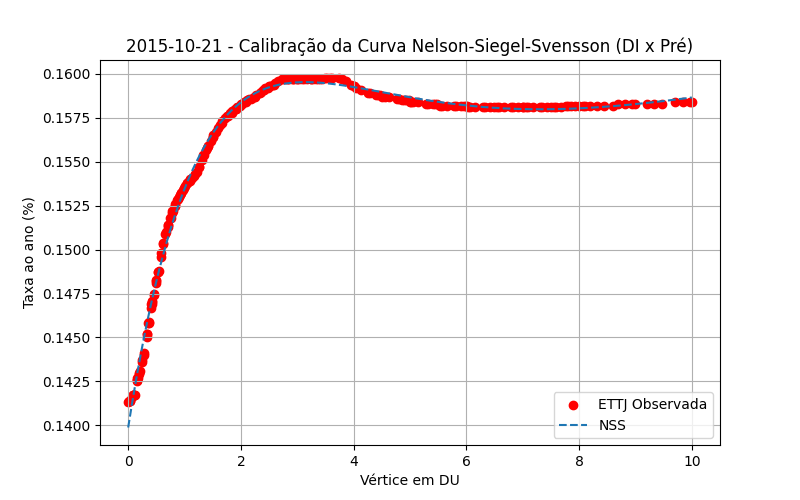 2015-10-21 - Calibração da Curva Nelson-Siegel-Svensson (DI x Pré)
Taxa ao ano (%)
0.1600
0.1575
0.1550
0.1525
0.1500
0.1475
0.1450
0.1425
0.1400
ETTJ Observada
NSS
0 2 4 6 8 10
Vértice em DU